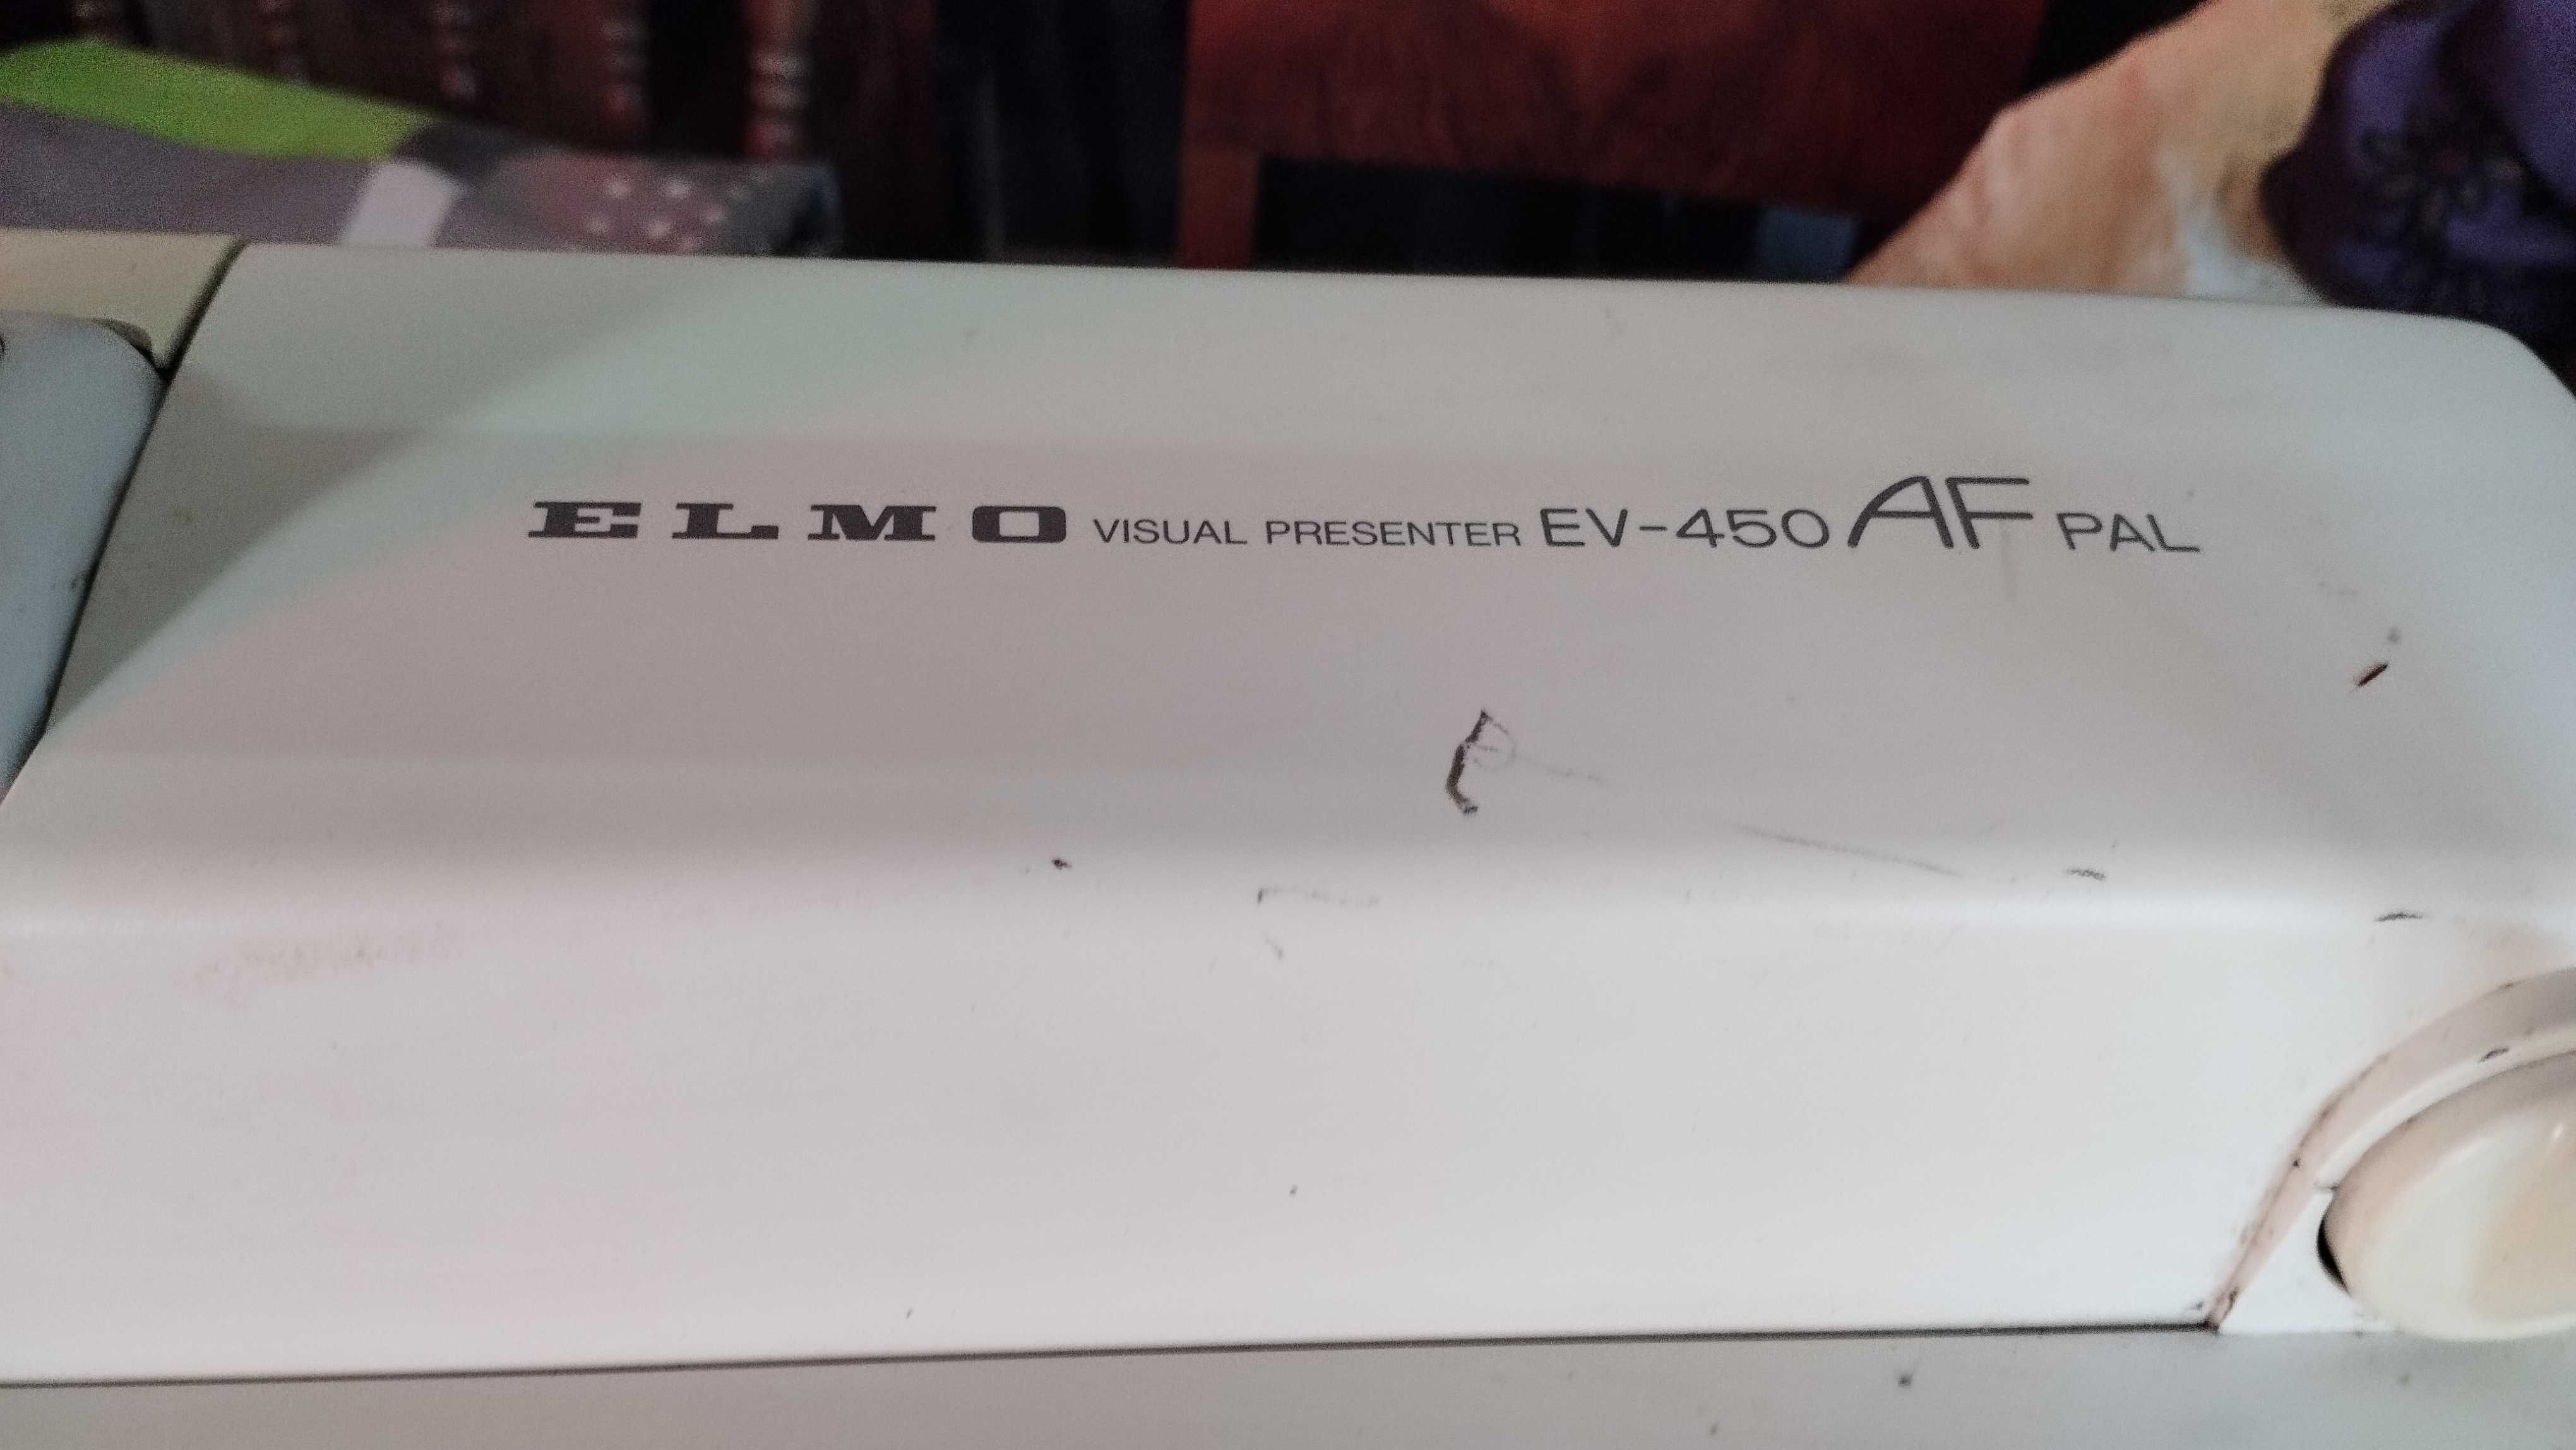 ELMO VISUAL PRESENTER EV-450 AF PAL